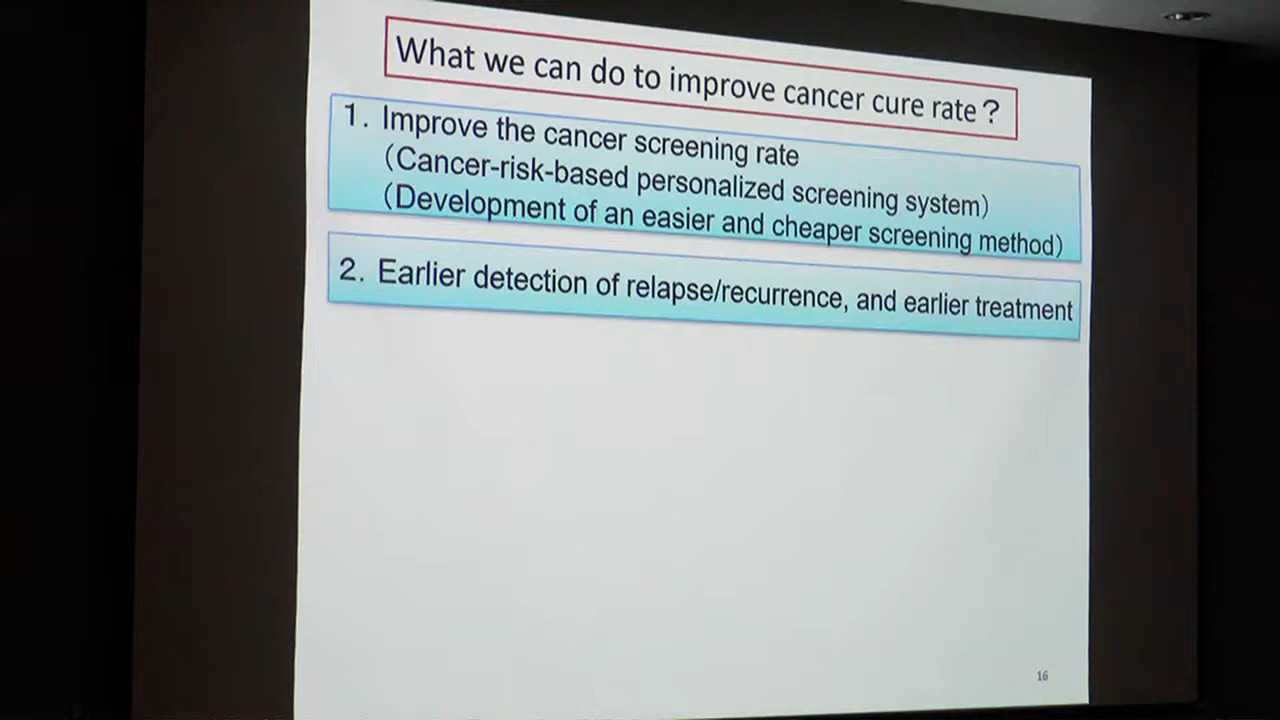 What we can do to improve cancer cure rate？
1. Improve the cancer screening rate
（Cancer-risk-based personalized screening system）
（Development of an easier and cheaper screening method）
2. Earlier detection of relapse/recurrence, and earlier treatment
16